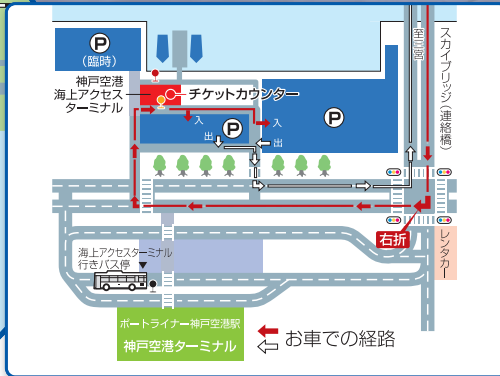 P
(臨時)
神戸空港
海上アクセス
ターミナル
チケットカウンター
P
P
入
入
出
出
至三宮
スカイブリッジ(連絡橋)
右折
レンタカー
海上アクセスターミナル
行きバス停
ポートライナー神戸空港駅
神戸空港ターミナル
お車での経路